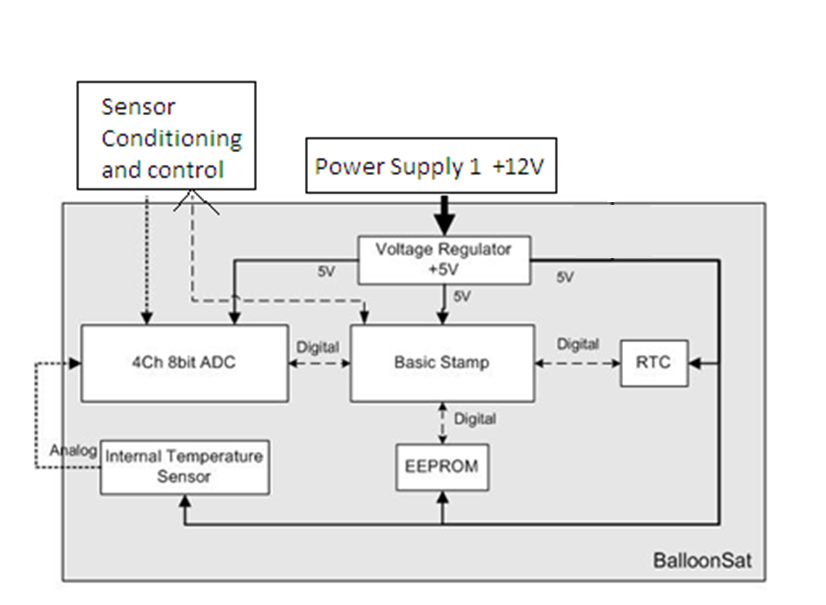 Sensor
Conditioning
and control
Power Supply 1 +12V
Voltage Regulator
+5V
5V
5V
5V
4Ch 8bit ADC
Digital
Basic Stamp
Digital
RTC
Digital
Analog
Internal Temperature
Sensor
EEPROM
BalloonSat